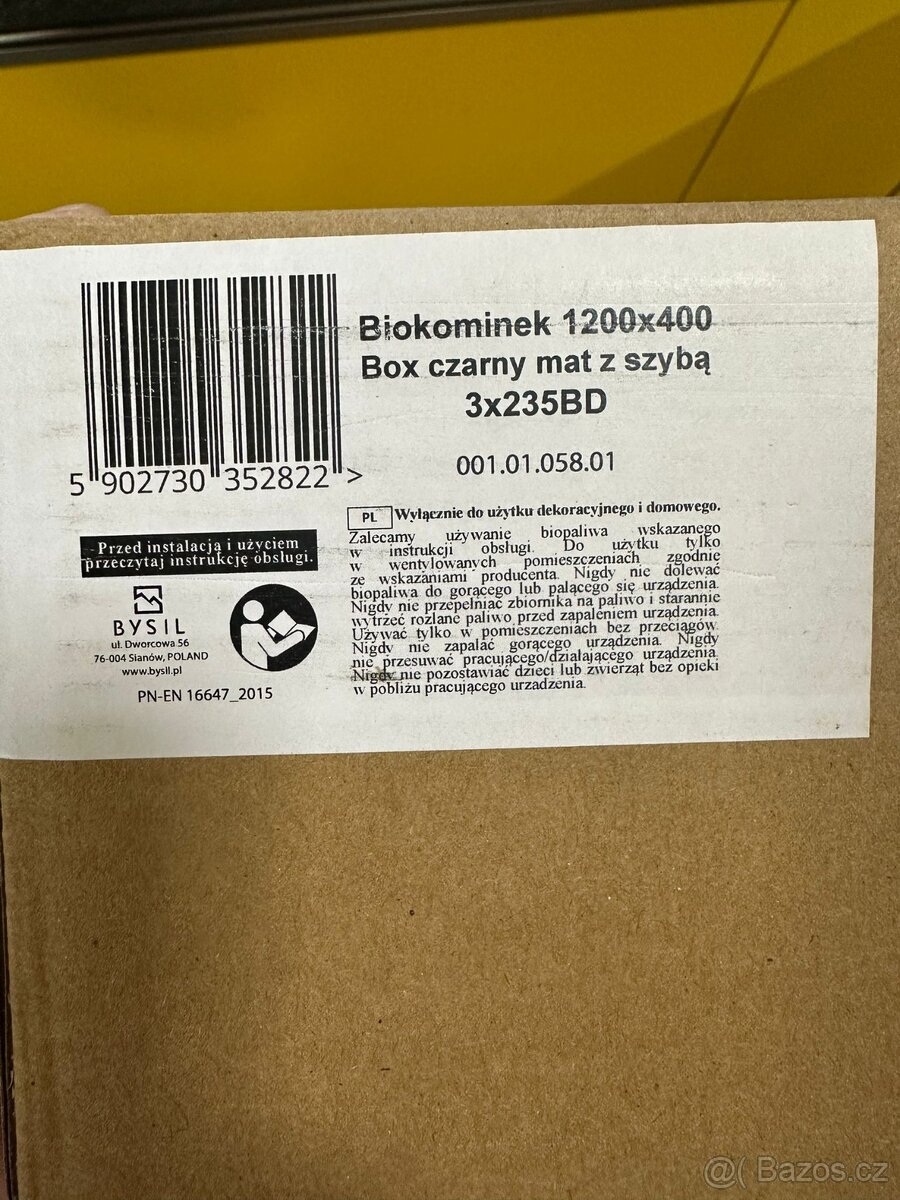 Biokominek 1200x400
Box czarny mat z szybą
3x235BD
001.01.058.01
5 902730 352822 >
Przed instalacją i użyciem
przeczytaj instrukcję obsługi.
BYSIL
ul. Dworcowa 56
76-004 Sianów, POLAND
www.bysil.pl
PN-EN 16647_2015
PL Wyłącznie do użytku dekoracyjnego i domowego.
Zalecamy używanie biopaliwa wskazanego
w instrukcji obsługi. Do użytku tylko
w wentylowanych pomieszczeniach zgodnie
ze wskazaniami producenta. Nigdy nie dolewać
biopaliwa do gorącego lub palącego się urządzenia.
Nigdy nie przepełniać zbiornika na paliwo i starannie
wytrzeć rozlane paliwo przed zapaleniem urządzenia.
Używać tylko w pomieszczeniach bez przeciągów.
Nigdy nie zapalać gorącego urządzenia. Nigdy
nie przesuwać pracującego/działającego urządzenia.
Nigdy nie pozostawiać dzieci lub zwierząt bez opieki
w pobliżu pracującego urzadzenia.
@( Bazos.cz